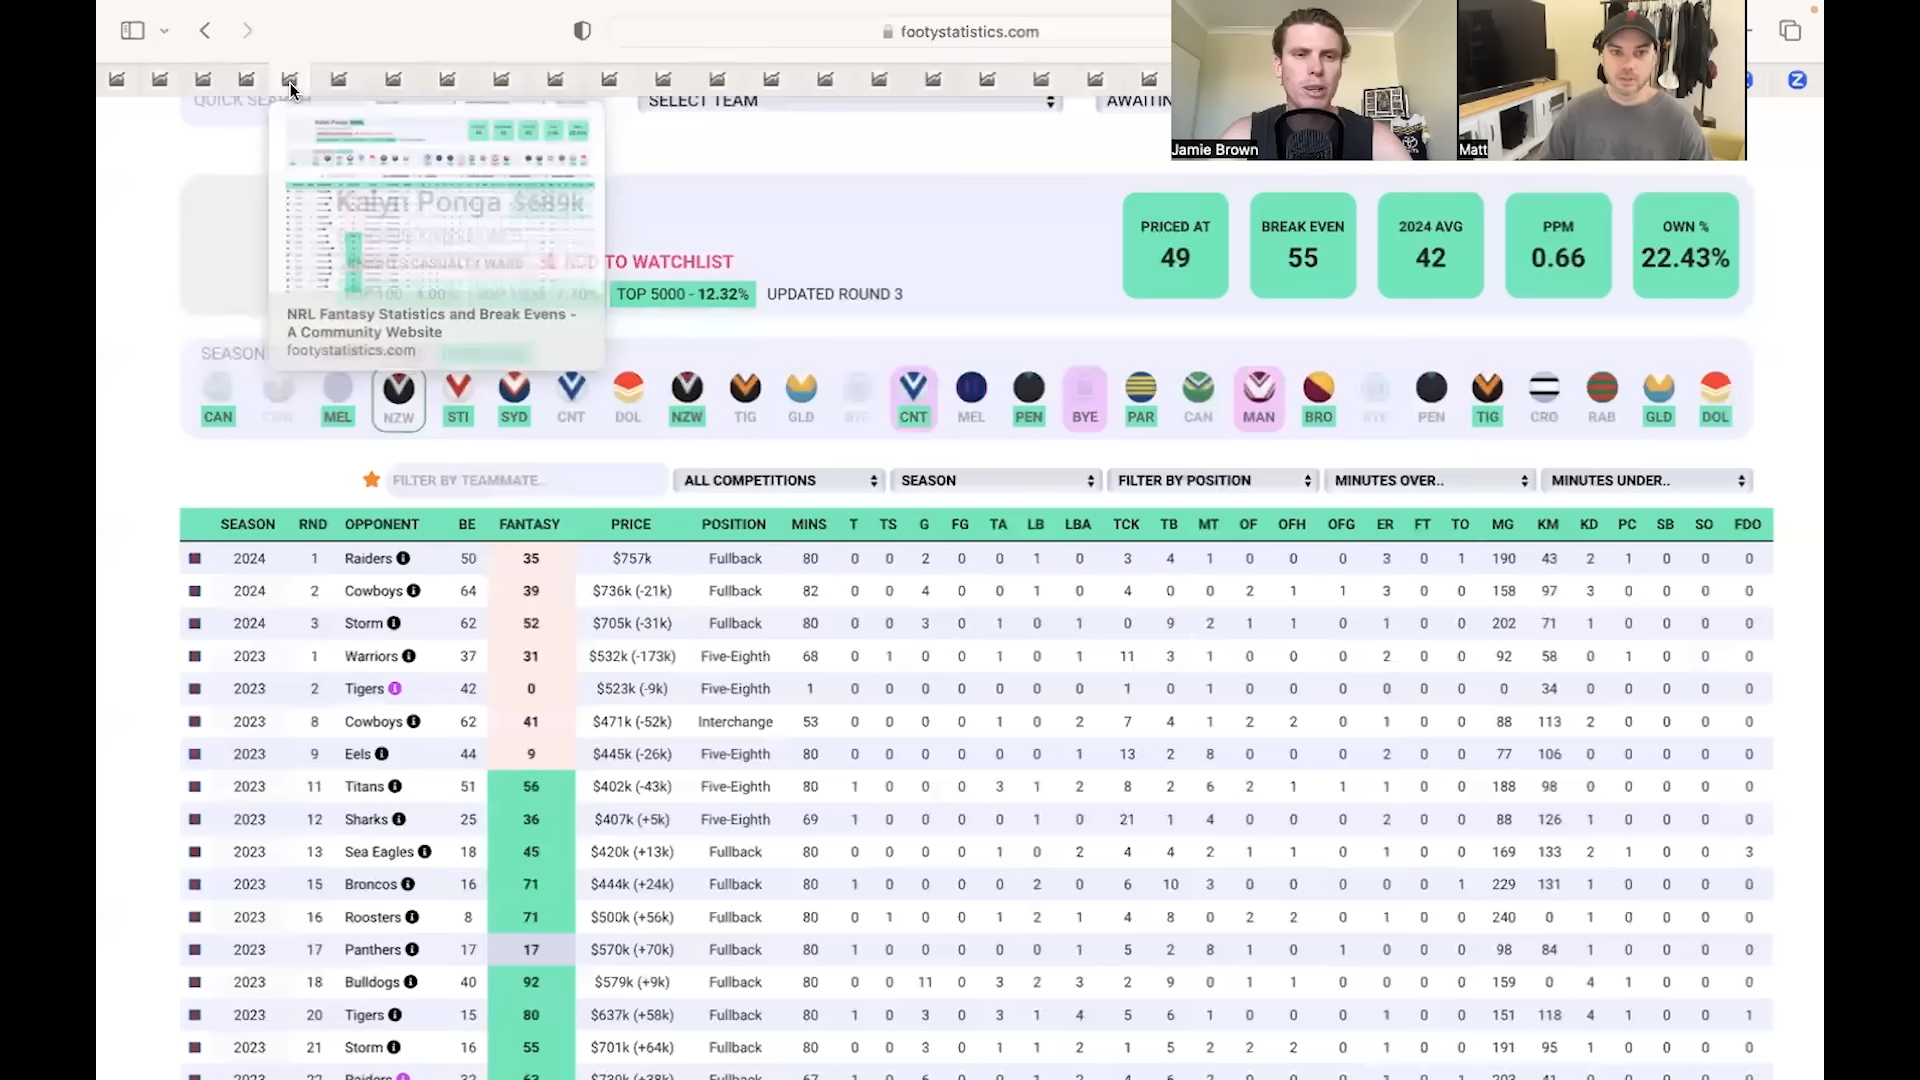 footystatistics.com
QUICK SEARCH
SELECT TEAM
AWAITIN
Jamie Brown
Matt
Kalyn Ponga $689k
KNIGHTS CASUALTY WARD
ADD TO WATCHLIST
TOP 5000 - 12.32%
UPDATED ROUND 3
NRL Fantasy Statistics and Break Evens -
A Community Website
footystatistics.com
PRICED AT
49
BREAK EVEN
55
2024 AVG
42
PPM
0.66
OWN %
22.43%
SEASON
CAN MEL NZW STI SYD CNT DOL NZW TIG GLD BYE CNT MEL PEN BYE PAR CAN MAN BRO BYE PEN TIG CRO RAB GLD DOL
FILTER BY TEAMMATE..
ALL COMPETITIONS
SEASON
FILTER BY POSITION
MINUTES OVER..
MINUTES UNDER..
SEASON RND OPPONENT BE FANTASY PRICE POSITION MINS T TS G FG TA LB LBA TCK TB MT OF OFH OFG ER FT TO MG KM KD PC SB SO FDO
2024 1 Raiders 50 35 $757k Fullback 80 0 0 2 0 0 1 0 3 4 1 0 0 0 3 0 1 190 43 2 1 0 0 0
2024 2 Cowboys 64 39 $736k (-21k) Fullback 82 0 0 4 0 0 1 0 4 0 0 2 1 1 3 0 0 158 97 3 0 0 0 0
2024 3 Storm 62 52 $705k (-31k) Fullback 80 0 0 3 0 1 0 1 0 9 2 1 1 0 1 0 0 202 71 1 0 0 0 0
2023 1 Warriors 37 31 $532k (-173k) Five-Eighth 68 0 1 0 0 1 0 1 11 3 1 0 0 0 2 0 0 92 58 0 1 0 0 0
2023 2 Tigers 42 0 $523k (-9k) Five-Eighth 1 0 0 0 0 0 0 0 1 0 1 0 0 0 0 0 0 0 34 0 0 0 0 0
2023 8 Cowboys 62 41 $471k (-52k) Interchange 53 0 0 0 0 1 0 2 7 4 1 2 2 0 1 0 0 88 113 2 0 0 0 0
2023 9 Eels 44 9 $445k (-26k) Five-Eighth 80 0 0 0 0 0 0 1 13 2 8 0 0 0 2 0 0 77 106 0 0 0 0 0
2023 11 Titans 51 56 $402k (-43k) Five-Eighth 80 1 0 0 0 3 1 2 8 2 6 2 1 1 1 0 0 188 98 0 0 0 0 0
2023 12 Sharks 25 36 $407k (+5k) Five-Eighth 69 1 0 0 0 0 1 0 21 1 4 0 0 0 2 0 0 88 126 1 0 0 0 0
2023 13 Sea Eagles 18 45 $420k (+13k) Fullback 80 0 0 0 0 1 0 2 4 4 2 1 1 0 1 0 0 169 133 2 1 0 0 3
2023 15 Broncos 16 71 $444k (+24k) Fullback 80 1 0 0 0 0 2 0 6 10 3 0 0 0 0 0 1 229 131 1 0 0 0 0
2023 16 Roosters 8 71 $500k (+56k) Fullback 80 0 1 0 0 1 2 1 4 8 0 2 2 0 1 0 0 240 0 1 0 0 0 0
2023 17 Panthers 17 17 $570k (+70k) Fullback 80 1 0 0 0 0 0 1 5 2 8 1 0 1 0 0 0 98 84 1 0 0 0 0
2023 18 Bulldogs 40 92 $579k (+9k) Fullback 80 0 0 11 0 3 2 3 2 9 0 1 1 0 0 0 0 159 0 4 1 0 0 0
2023 20 Tigers 15 80 $637k (+58k) Fullback 80 1 0 3 0 3 1 4 5 6 1 0 0 0 1 0 0 151 118 4 1 0 0 1
2023 21 Storm 16 55 $701k (+64k) Fullback 80 0 0 3 0 1 1 2 1 5 2 2 2 0 1 0 0 191 95 1 0 0 0 0